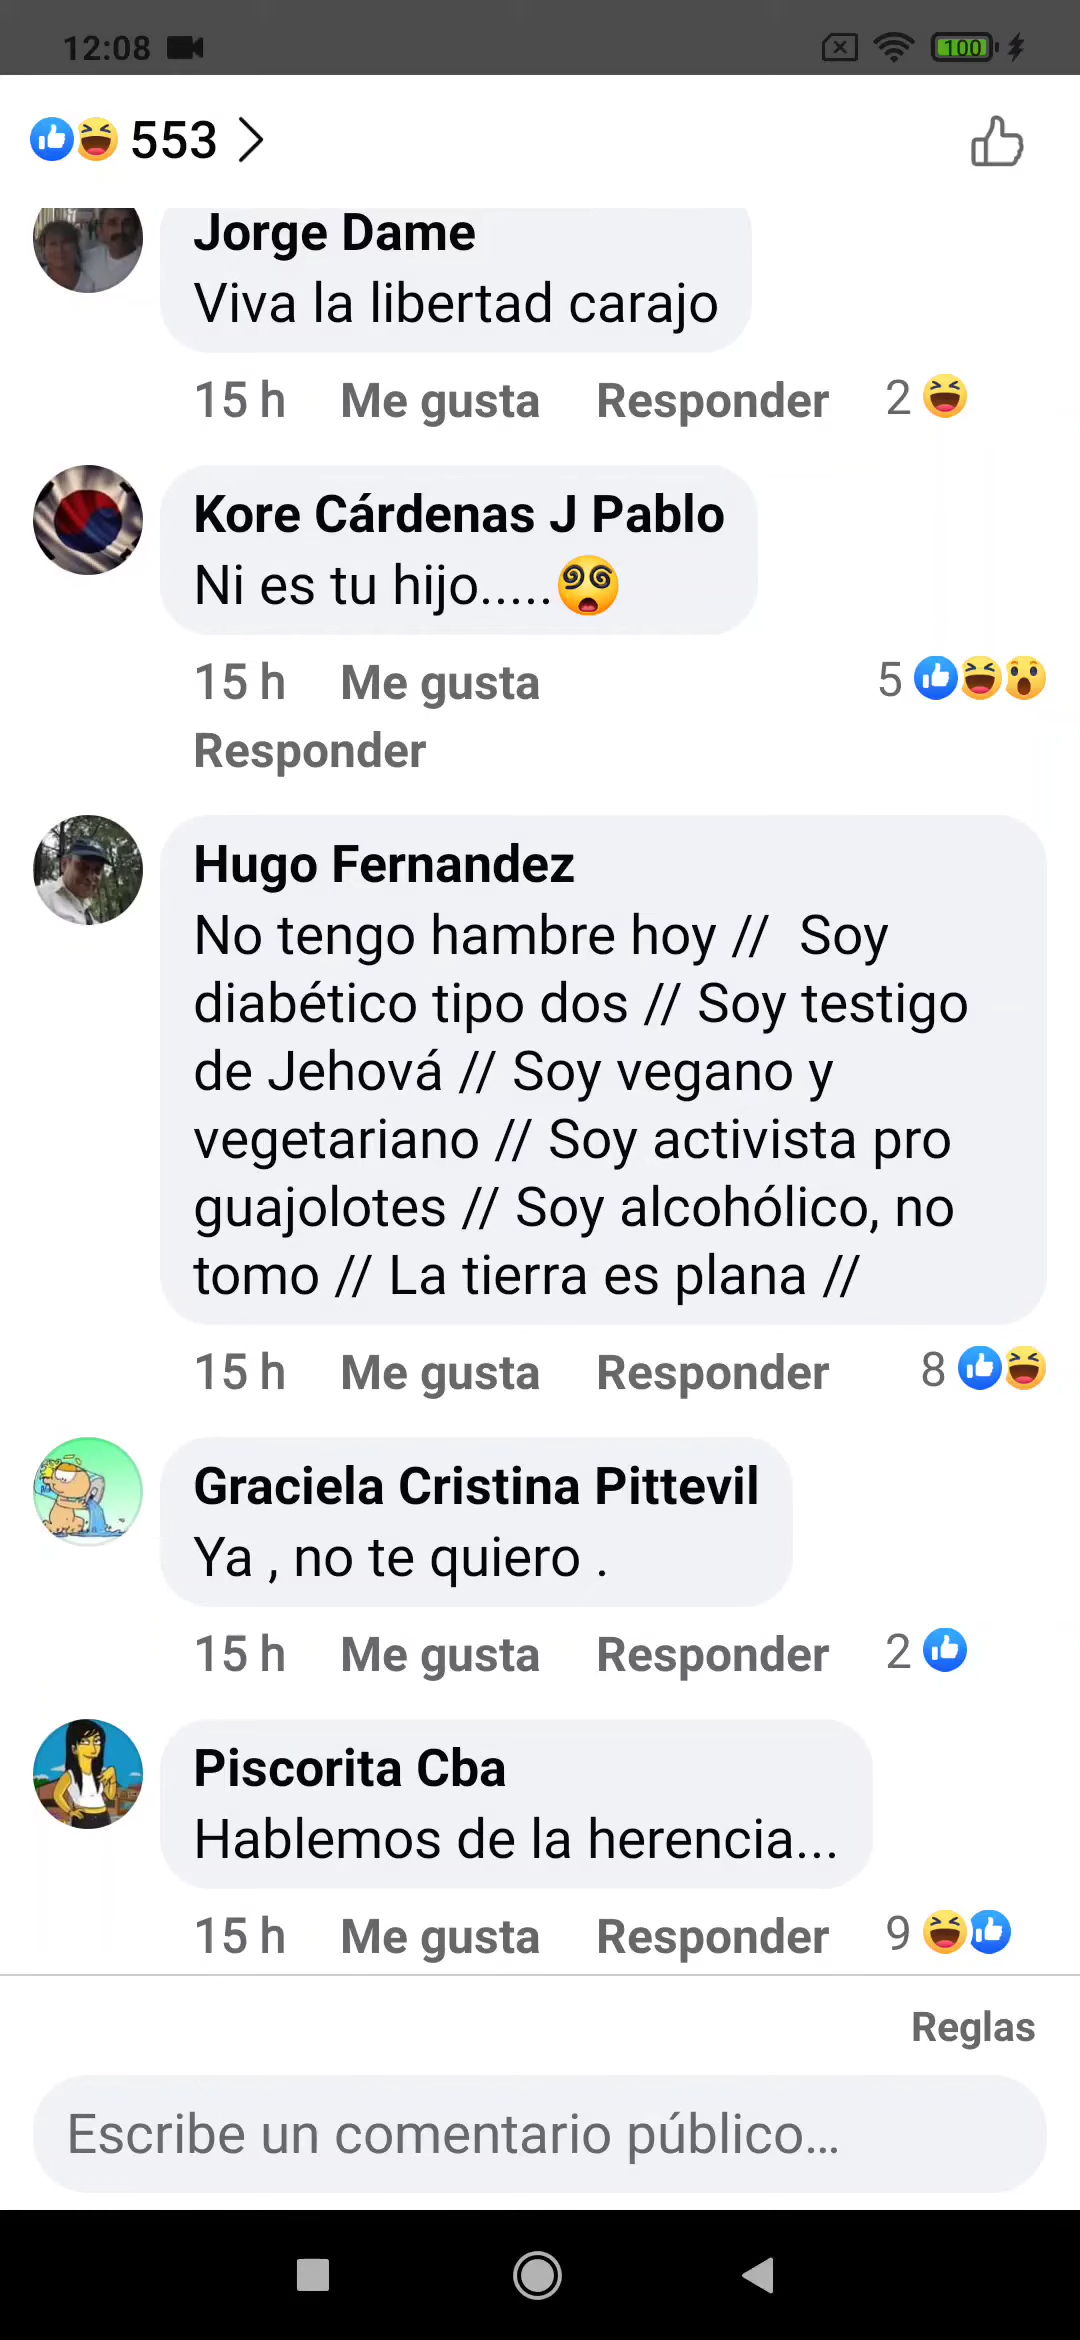 12:08
100
553
Jorge Dame
Viva la libertad carajo
15 h Me gusta Responder 2
Kore Cárdenas J Pablo
Ni es tu hijo.....😵‍💫
15 h Me gusta 5
Responder
Hugo Fernandez
No tengo hambre hoy //  Soy
diabético tipo dos // Soy testigo
de Jehová // Soy vegano y
vegetariano // Soy activista pro
guajolotes // Soy alcohólico, no
tomo // La tierra es plana //
15 h Me gusta Responder 8
Graciela Cristina Pittevil
Ya , no te quiero .
15 h Me gusta Responder 2
Piscorita Cba
Hablemos de la herencia...
15 h Me gusta Responder 9
Reglas
Escribe un comentario público...